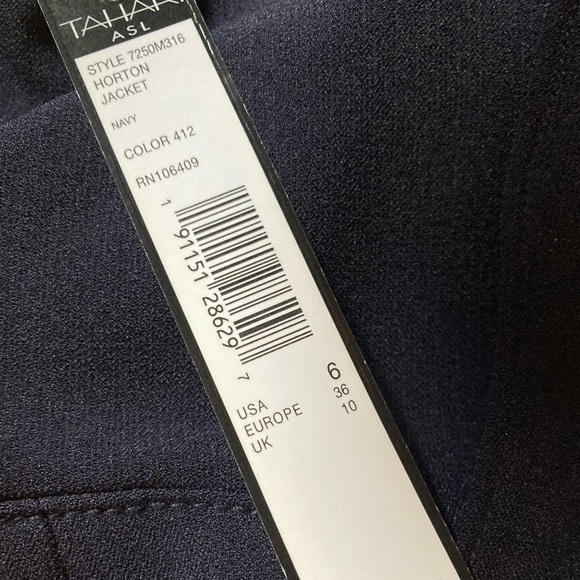 TAHARI
ASL
STYLE 7250M316
HORTON
JACKET
NAVY
COLOR 412
RN106409
1 91151 28629 7
USA 6
EUROPE 36
UK 10